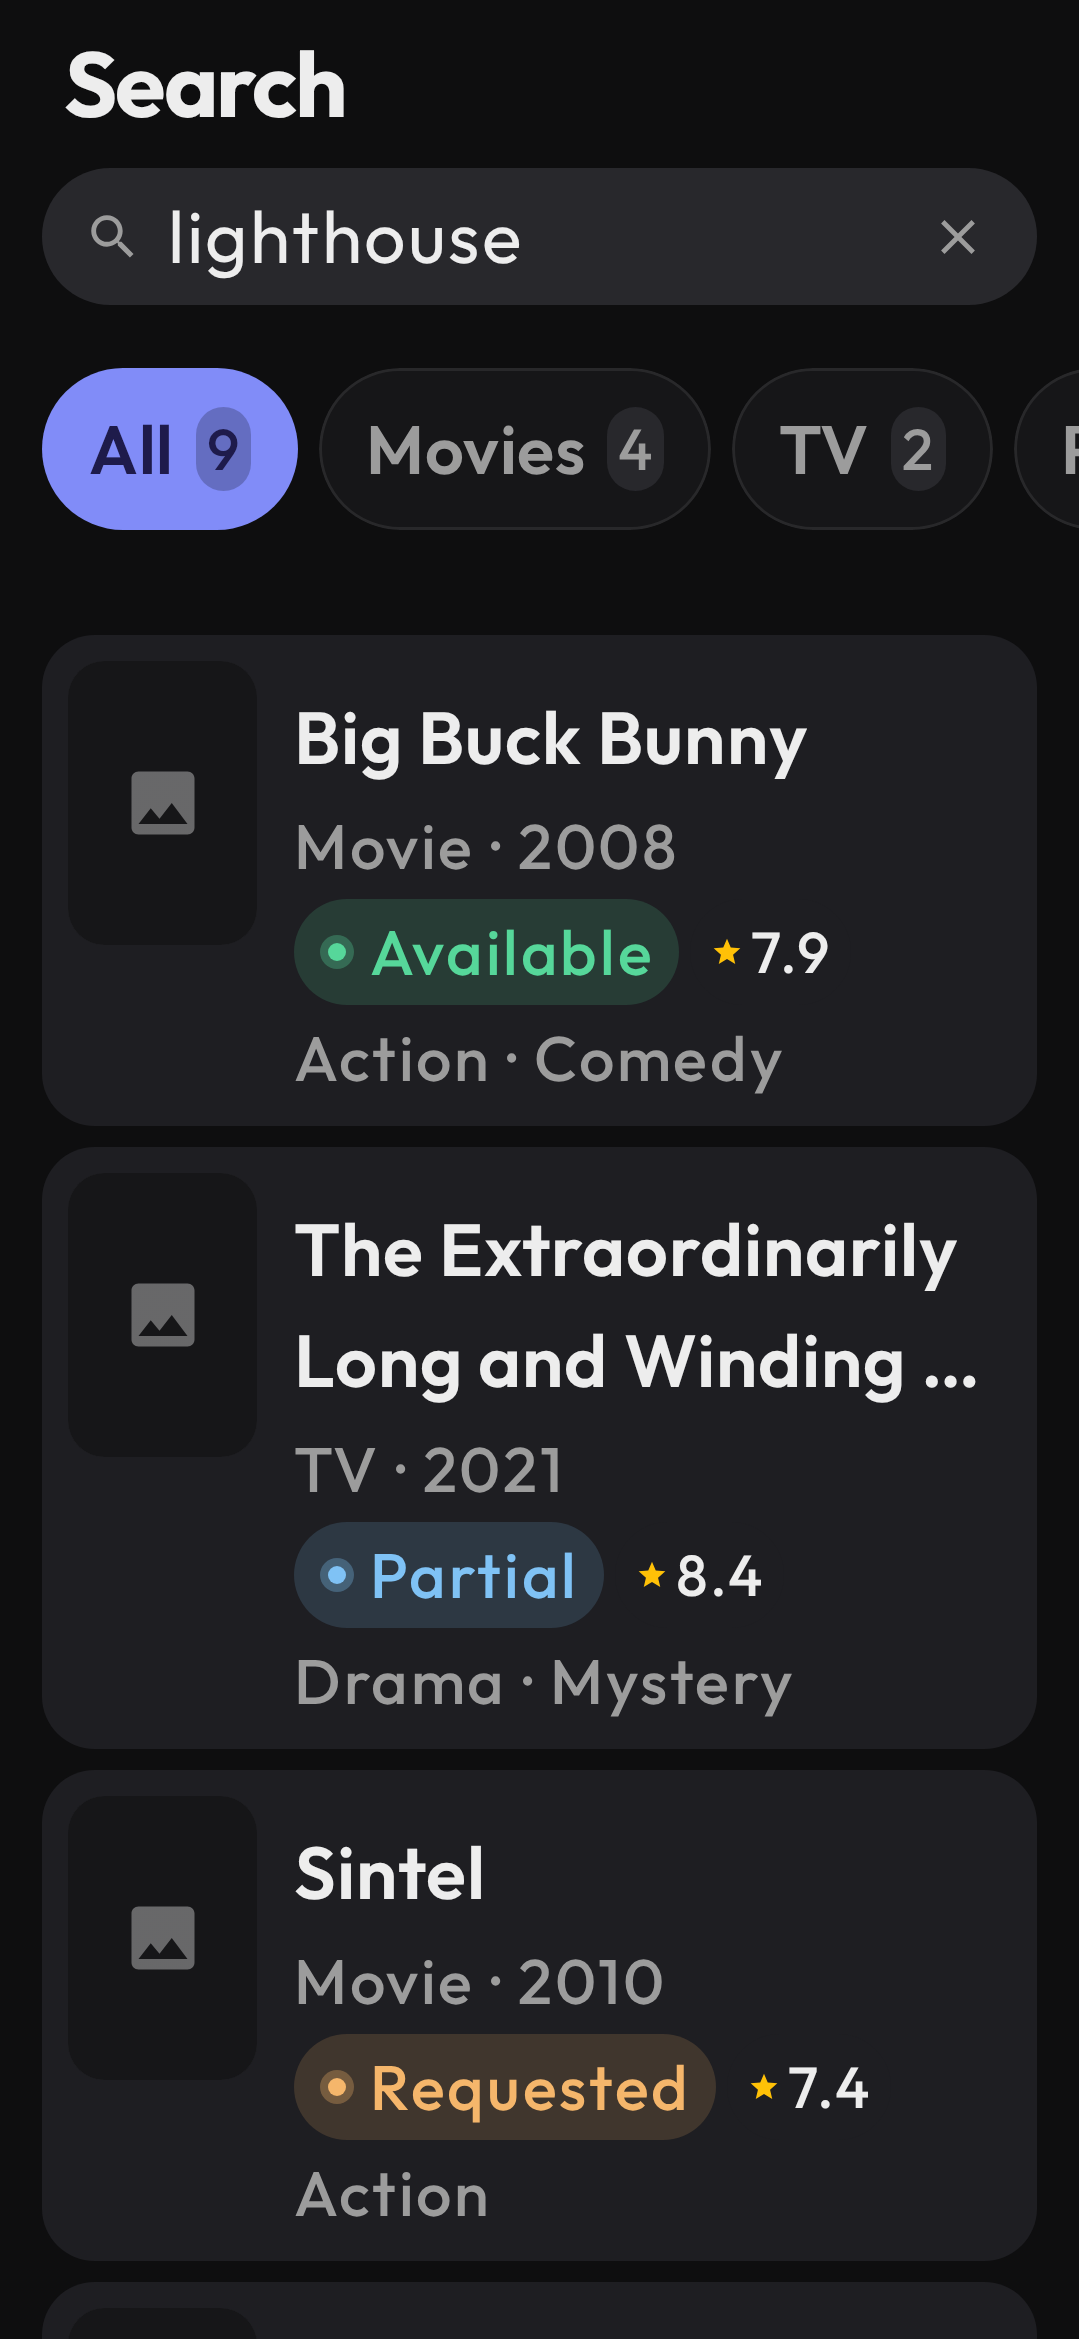 Search
lighthouse
All 9 Movies 4 TV 2
Big Buck Bunny
Movie · 2008
Available 7.9
Action · Comedy
The Extraordinarily
Long and Winding ...
TV · 2021
Partial 8.4
Drama · Mystery
Sintel
Movie · 2010
Requested 7.4
Action